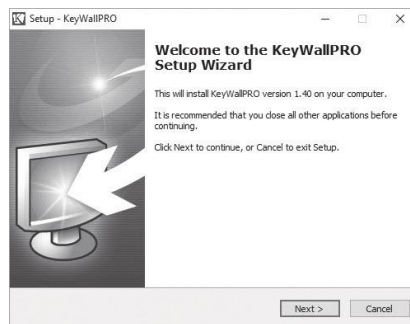 Setup - KeyWallPRO
Welcome to the KeyWallPRO
Setup Wizard
This will install KeyWallPRO version 1.40 on your computer.
It is recommended that you close all other applications before
continuing.
Click Next to continue, or Cancel to exit Setup.
Next >
Cancel